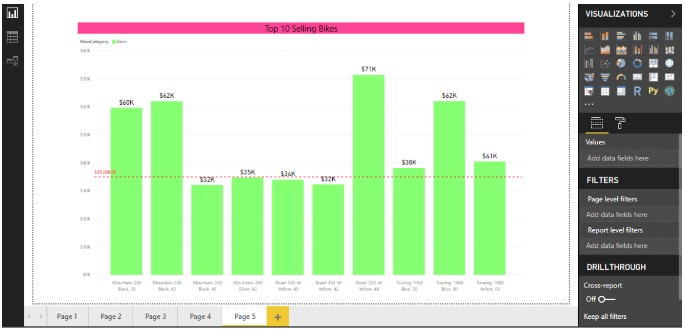 Top 10 Selling Bikes
MainCategory Bikes
$80K
$70K
$60K
$50K
$40K
$30K
$20K
$10K
$0K
$60K
$62K
$32K
$35K
$34K
$32K
$71K
$38K
$62K
$41K
Mountain-200
Black, 38
Mountain-200
Black, 42
Mountain-200
Black, 46
Mountain-200
Silver, 42
Road-350-W
Yellow, 40
Road-350-W
Yellow, 42
Road-350-W
Yellow, 48
Touring-1000
Blue, 60
Touring-1000
Yellow, 60
Page 1
Page 2
Page 3
Page 4
Page 5
+
VISUALIZATIONS
R Py
...
Values
Add data fields here
FILTERS
Page level filters
Add data fields here
Report level filters
Add data fields here
DRILLTHROUGH
Cross-report
Off
Keep all filters